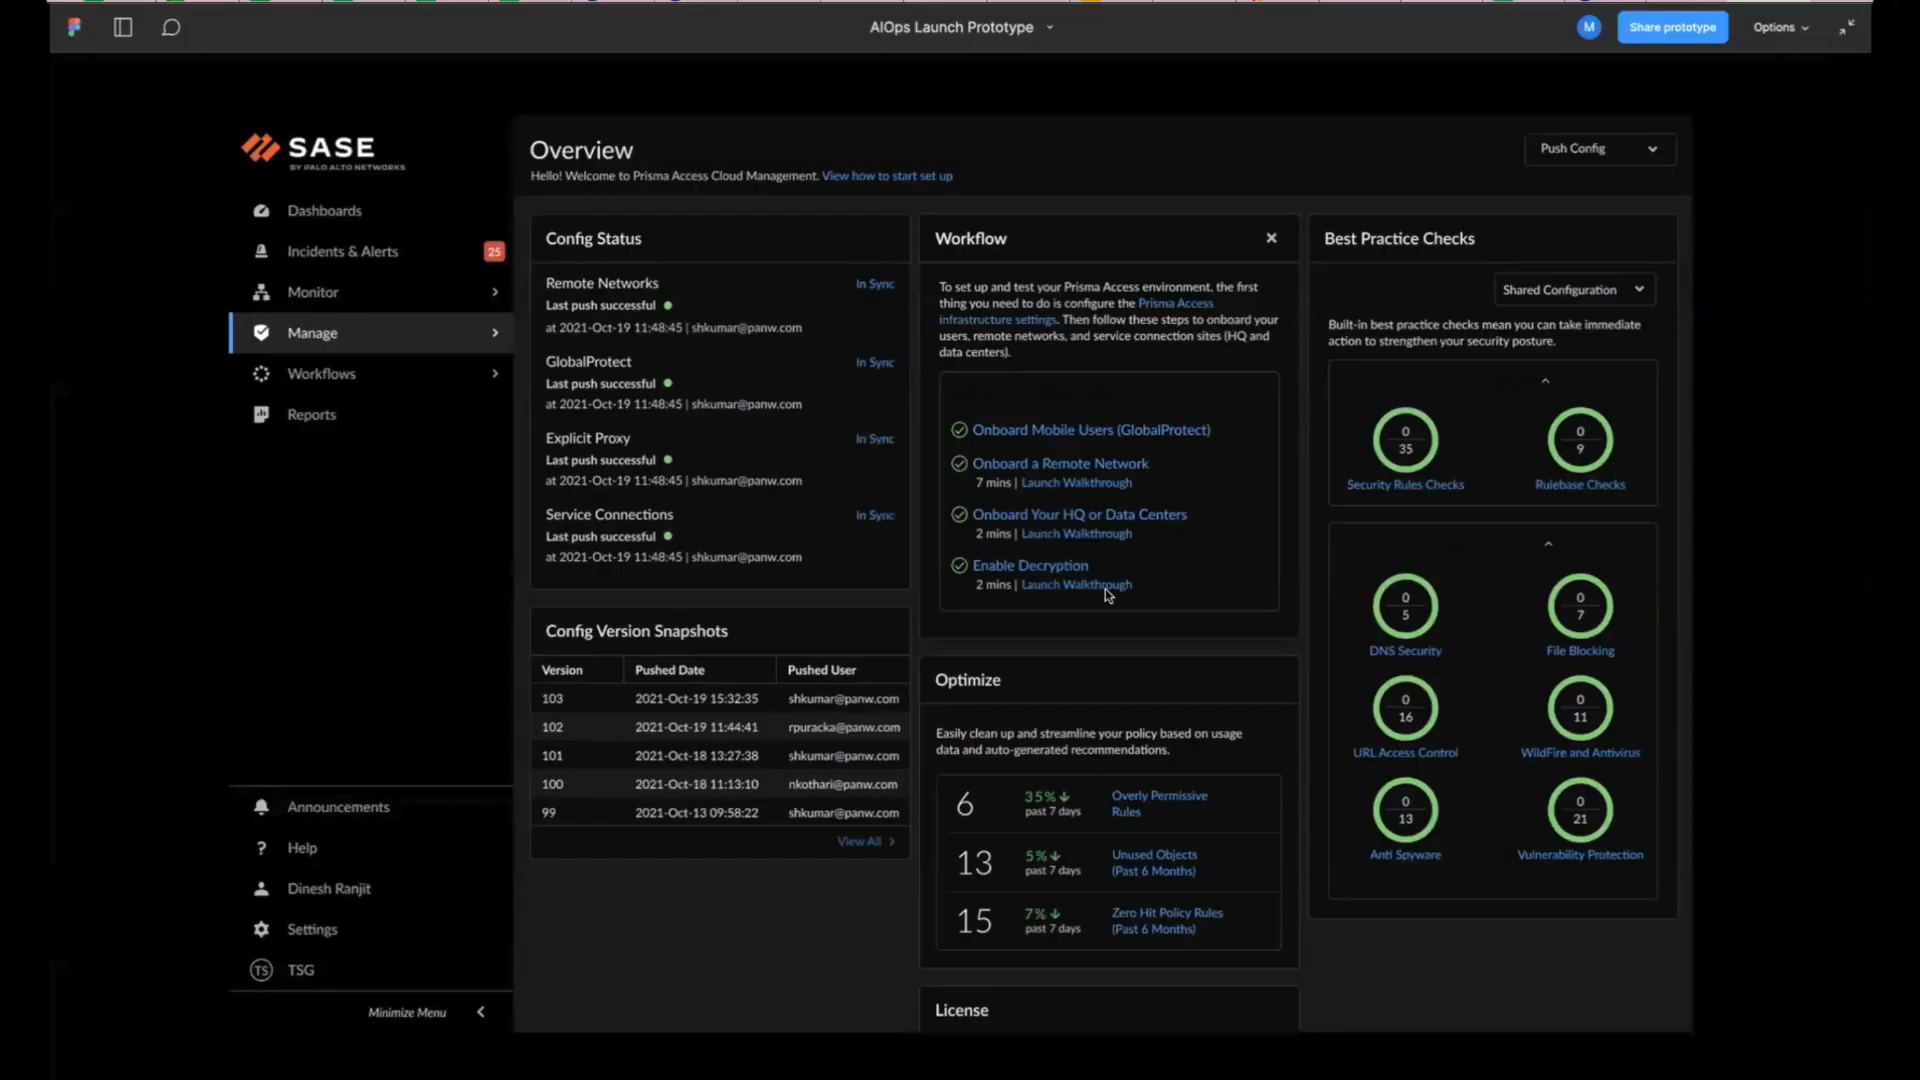 AIOps Launch Prototype
M
Share prototype
Options
SASE
BY PALO ALTO NETWORKS
Dashboards
Incidents & Alerts
25
Monitor
Manage
Workflows
Reports
Announcements
Help
Dinesh Ranjit
Settings
TS
TSG
Minimize Menu
Overview
Hello! Welcome to Prisma Access Cloud Management. View how to start set up
Push Config
Config Status
Remote Networks
In Sync
Last push successful
at 2021-Oct-19 11:48:45 | shkumar@panw.com
GlobalProtect
In Sync
Last push successful
at 2021-Oct-19 11:48:45 | shkumar@panw.com
Explicit Proxy
In Sync
Last push successful
at 2021-Oct-19 11:48:45 | shkumar@panw.com
Service Connections
In Sync
Last push successful
at 2021-Oct-19 11:48:45 | shkumar@panw.com
Config Version Snapshots
Version Pushed Date Pushed User
103 2021-Oct-19 15:32:35 shkumar@panw.com
102 2021-Oct-19 11:44:41 rpuracka@panw.com
101 2021-Oct-18 13:27:38 shkumar@panw.com
100 2021-Oct-18 11:13:10 nkothari@panw.com
99 2021-Oct-13 09:58:22 shkumar@panw.com
View All
Workflow
To set up and test your Prisma Access environment, the first
thing you need to do is configure the Prisma Access
infrastructure settings. Then follow these steps to onboard your
users, remote networks, and service connection sites (HQ and
data centers).
Onboard Mobile Users (GlobalProtect)
Onboard a Remote Network
7 mins | Launch Walkthrough
Onboard Your HQ or Data Centers
2 mins | Launch Walkthrough
Enable Decryption
2 mins | Launch Walkthrough
Optimize
Easily clean up and streamline your policy based on usage
data and auto-generated recommendations.
6
35%
past 7 days
Overly Permissive
Rules
13
5%
past 7 days
Unused Objects
(Past 6 Months)
15
7%
past 7 days
Zero Hit Policy Rules
(Past 6 Months)
License
Best Practice Checks
Shared Configuration
Built-in best practice checks mean you can take immediate
action to strengthen your security posture.
0
35
Security Rules Checks
0
9
Rulebase Checks
0
5
DNS Security
0
7
File Blocking
0
16
URL Access Control
0
11
WildFire and Antivirus
0
13
Anti Spyware
0
21
Vulnerability Protection